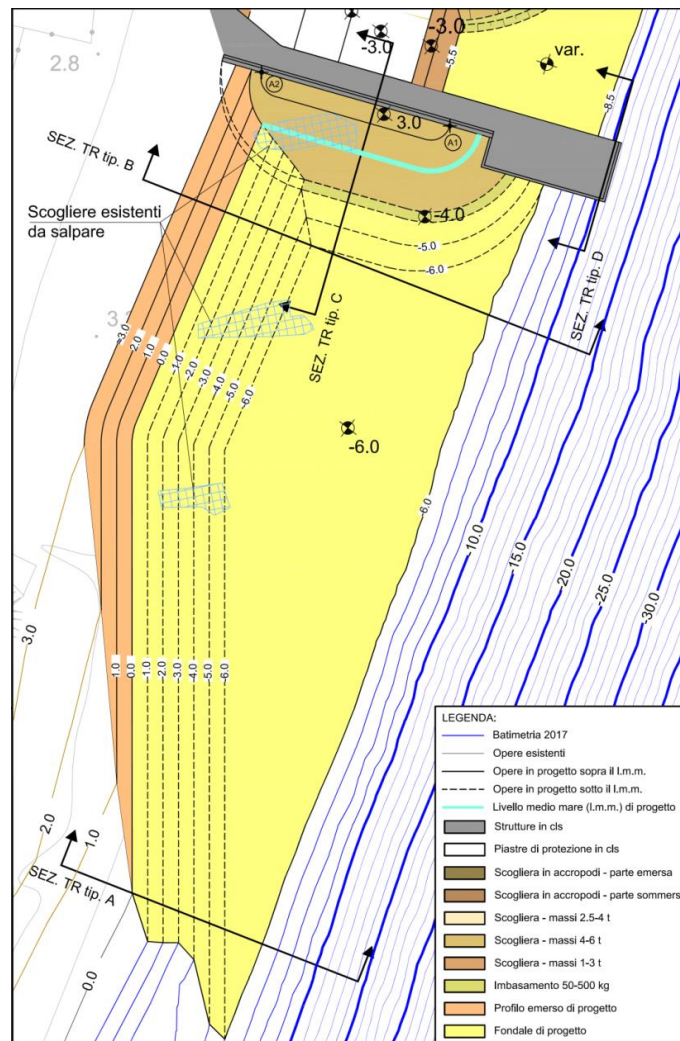 -3.0
-3.0
-5.5
var.
2.8
A2
3.0
A1
-8.5
SEZ. TR tip. B
Scogliere esistenti
da salpare
-4.0
-5.0
-6.0
SEZ. TR tip. C
SEZ. TR tip. D
+3.0
2.0
1.0
0.0
-1.0
-2.0
-3.0
-4.0
-5.0
-6.0
-6.0
-6.0
-10.0
-15.0
-20.0
-25.0
-30.0
3.0
1.0
0.0
-1.0
-2.0
-3.0
-4.0
-5.0
-6.0
2.0
1.0
SEZ. TR tip. A
0.0
LEGENDA:
Batimetria 2017
Opere esistenti
Opere in progetto sopra il l.m.m.
Opere in progetto sotto il l.m.m.
Livello medio mare (l.m.m.) di progetto
Strutture in cls
Piastre di protezione in cls
Scogliera in accropodi - parte emersa
Scogliera in accropodi - parte sommers
Scogliera - massi 2.5-4 t
Scogliera - massi 4-6 t
Scogliera - massi 1-3 t
Imbasamento 50-500 kg
Profilo emerso di progetto
Fondale di progetto